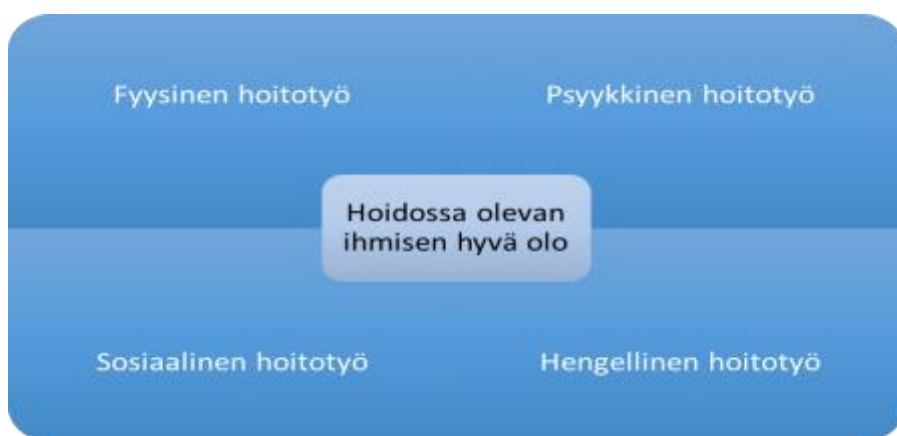 Fyysinen hoitotyö
Psyykkinen hoitotyö
Hoidossa olevan
ihmisen hyvä olo
Sosiaalinen hoitotyö
Hengellinen hoitotyö